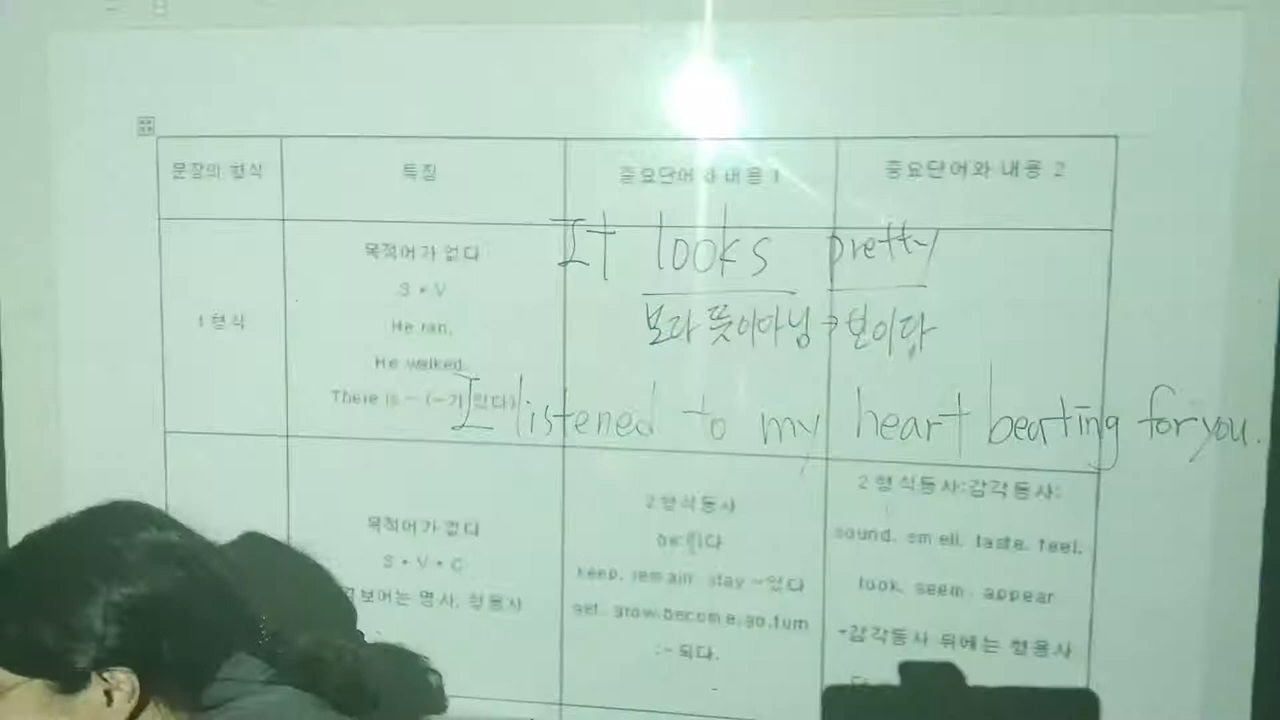 문장의 형식
특징
중요단어와 내용 1
중요단어와 내용 2
1 형식
목적어가 없다
S + V
He ran.
He walked.
There is ~ (~가 있다)
It looks pretty
보다 뜻이아님 → 보이다
I listened to my heart beating for you.
목적어가 없다
S + V + C
보어는 명사, 형용사
2 형식동사
be:이다
keep, remain, stay ~있다
get, grow,become,go,turn
:~되다.
2 형식동사:감각동사:
sound, smell, taste, feel,
look, seem, appear
-감각동사 뒤에는 형용사